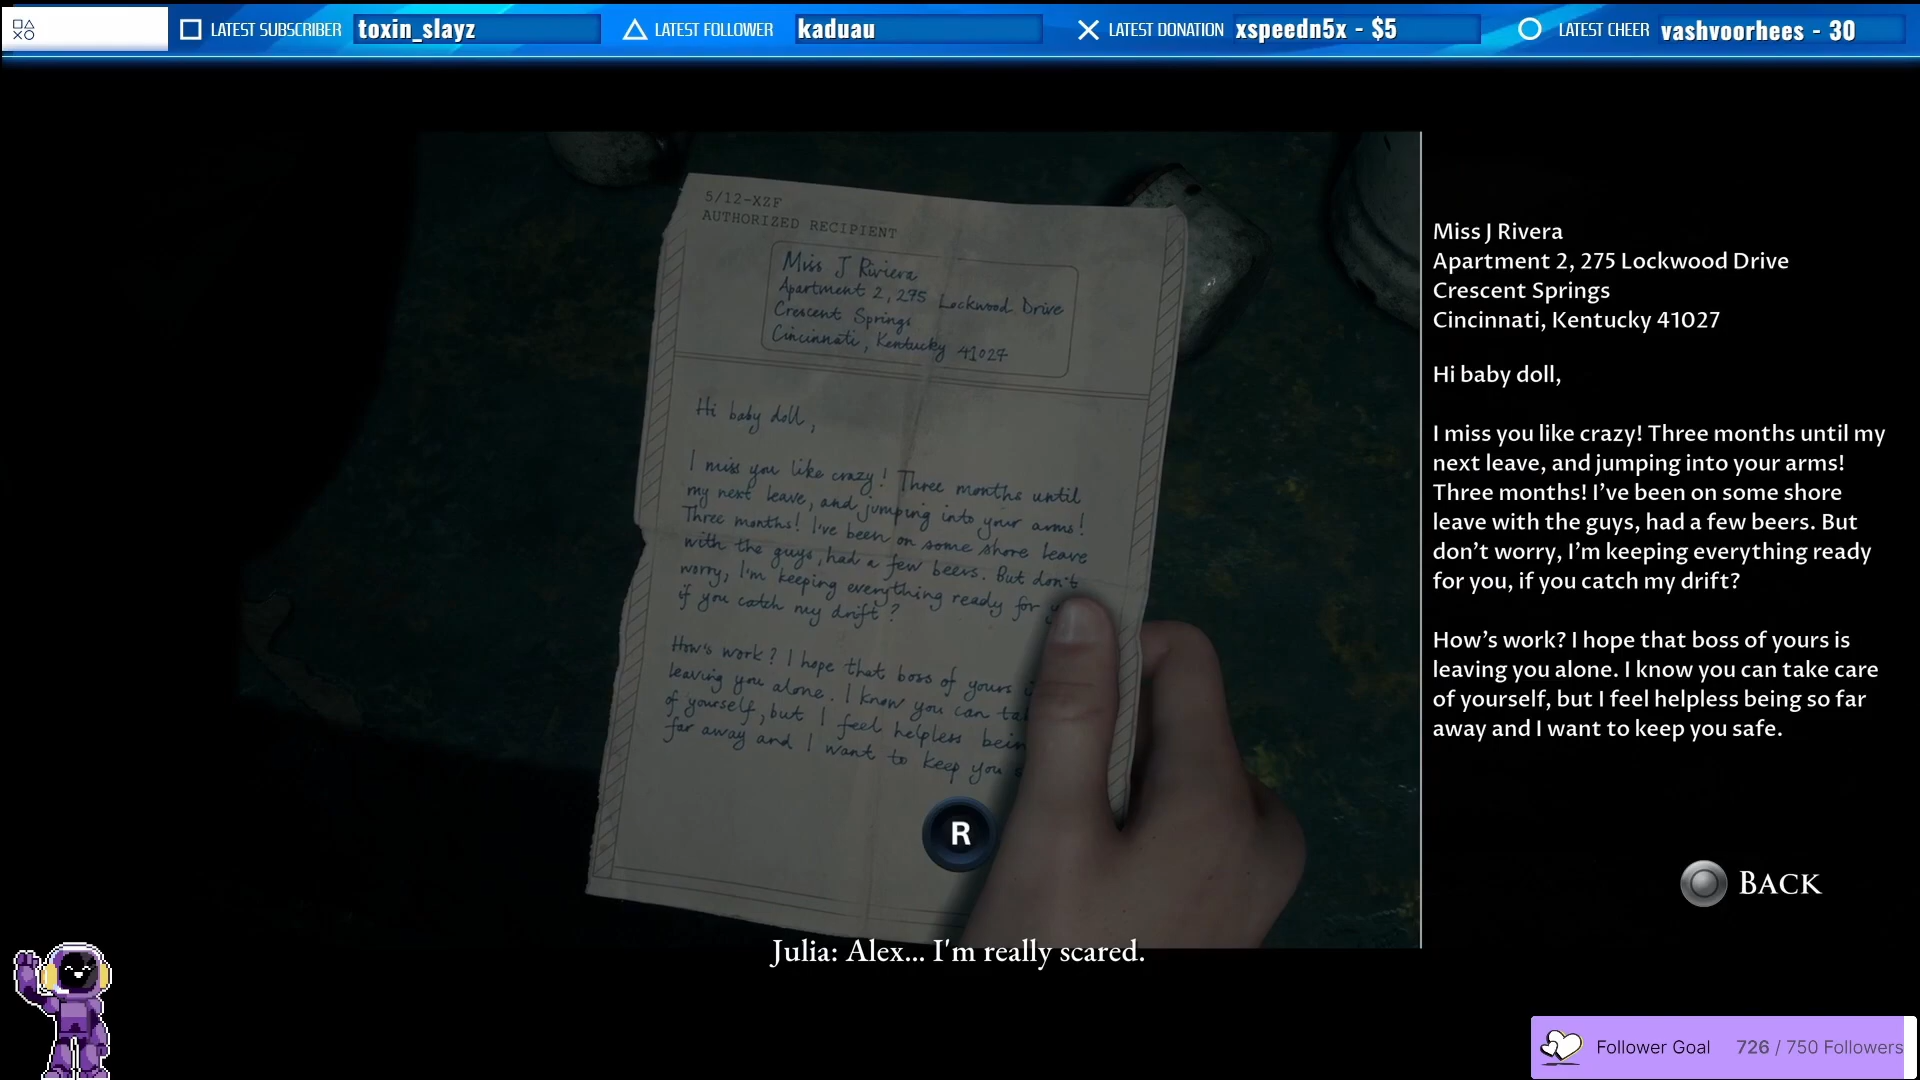 LATEST SUBSCRIBER toxin_slayz LATEST FOLLOWER kaduau LATEST DONATION xspeedn5x - $5 LATEST CHEER vashvoorhees - 30
5/12-XZF
AUTHORIZED RECIPIENT
Miss J Riviera
Apartment 2, 275 Lockwood Drive
Crescent Springs
Cincinnati, Kentucky 41027
Hi baby doll,
I miss you like crazy! Three months until
my next leave, and jumping into your arms!
Three months! I've been on some shore leave
with the guys, had a few beers. But don't
worry, I'm keeping everything ready for
if you catch my drift?
How's work? I hope that boss of yours
leaving you alone. I know you can
of yourself, but I feel helpless
far away and I want to keep you
R
Miss J Rivera
Apartment 2, 275 Lockwood Drive
Crescent Springs
Cincinnati, Kentucky 41027
Hi baby doll,
I miss you like crazy! Three months until my
next leave, and jumping into your arms!
Three months! I've been on some shore
leave with the guys, had a few beers. But
don't worry, I'm keeping everything ready
for you, if you catch my drift?
How's work? I hope that boss of yours is
leaving you alone. I know you can take care
of yourself, but I feel helpless being so far
away and I want to keep you safe.
BACK
Julia: Alex... I'm really scared.
Follower Goal 726 / 750 Followers